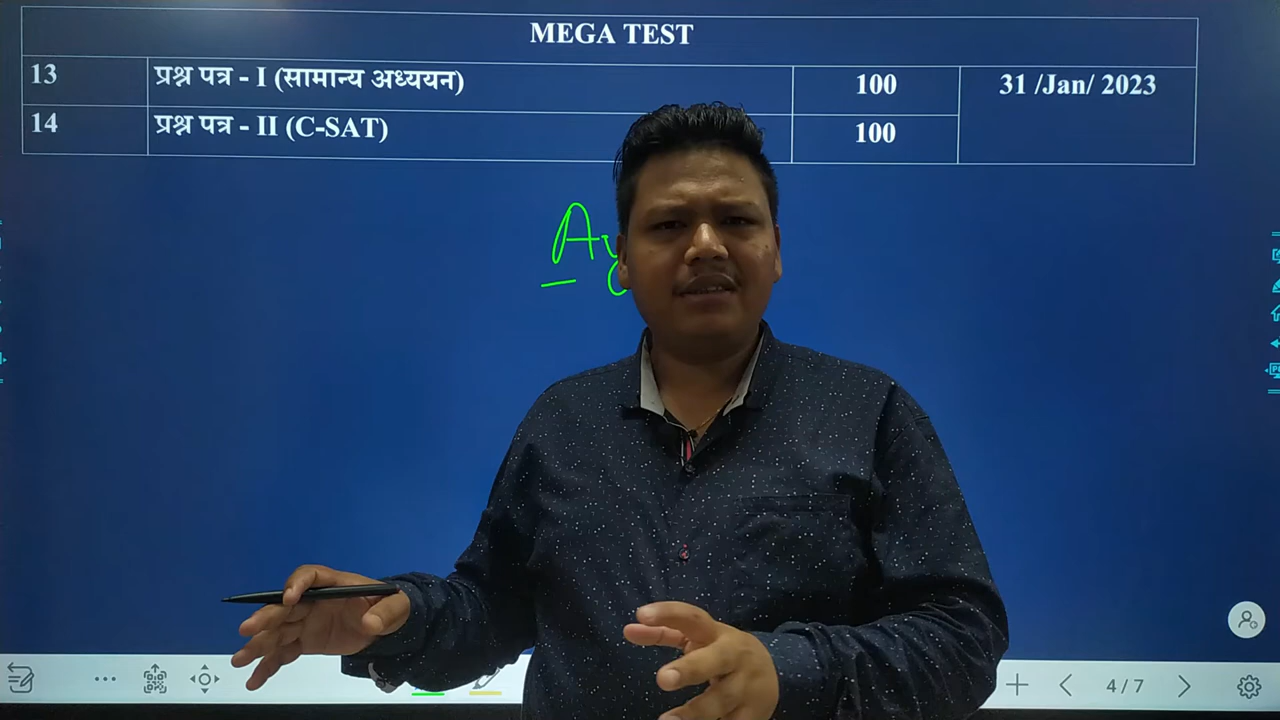 MEGA TEST
13 प्रश्न पत्र - I (सामान्य अध्ययन) 100 31 /Jan/ 2023
14 प्रश्न पत्र - II (C-SAT) 100
4/7